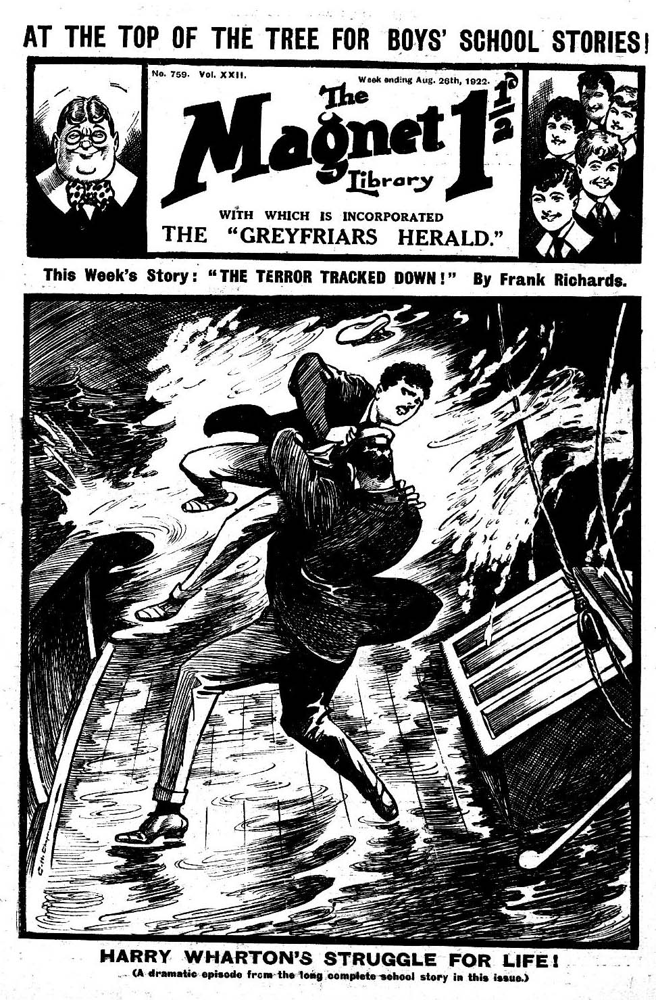 AT THE TOP OF THE TREE FOR BOYS' SCHOOL STORIES!
No. 759. Vol. XXII.
Week ending Aug. 26th, 1922.
The
Magnet 1½ᴰ
Library
WITH WHICH IS INCORPORATED
THE "GREYFRIARS HERALD."
This Week's Story: "THE TERROR TRACKED DOWN!" By Frank Richards.
HARRY WHARTON'S STRUGGLE FOR LIFE!
(A dramatic episode from the long complete school story in this issue.)